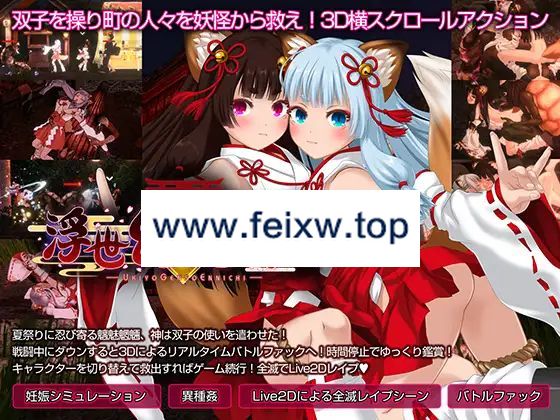 双子を操り町の人々を妖怪から救え！3D横スクロールアクション
www.feixw.top
浮世
UKIYOGENSOENNICHI
夏祭りに忍び寄る魑魅魍魎、神は双子の使いを遣わせた！
戦闘中にダウンすると3Dによるリアルタイムバトルファックへ！時間停止でゆっくり鑑賞！
キャラクターを切り替えて救出すればゲーム続行！全滅でLive2Dレイプ♥
妊娠シミュレーション 異種姦 Live2Dによる全滅レイプシーン バトルファック